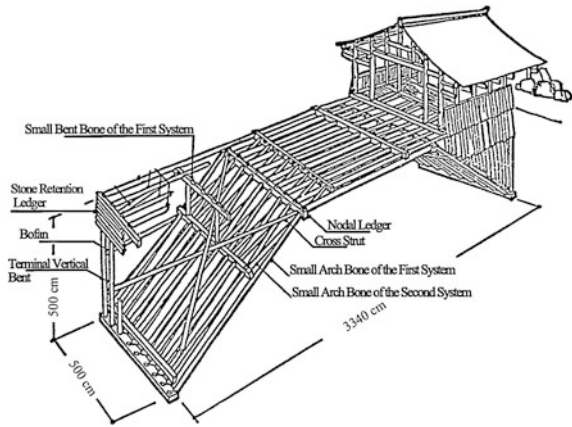 Small Bent Bone of the First System
Stone Retention
Ledger
Bofan
Terminal Vertical
Bent
Nodal Ledger
Cross Strut
Small Arch Bone of the First System
Small Arch Bone of the Second System
500 cm
500 cm
3340 cm